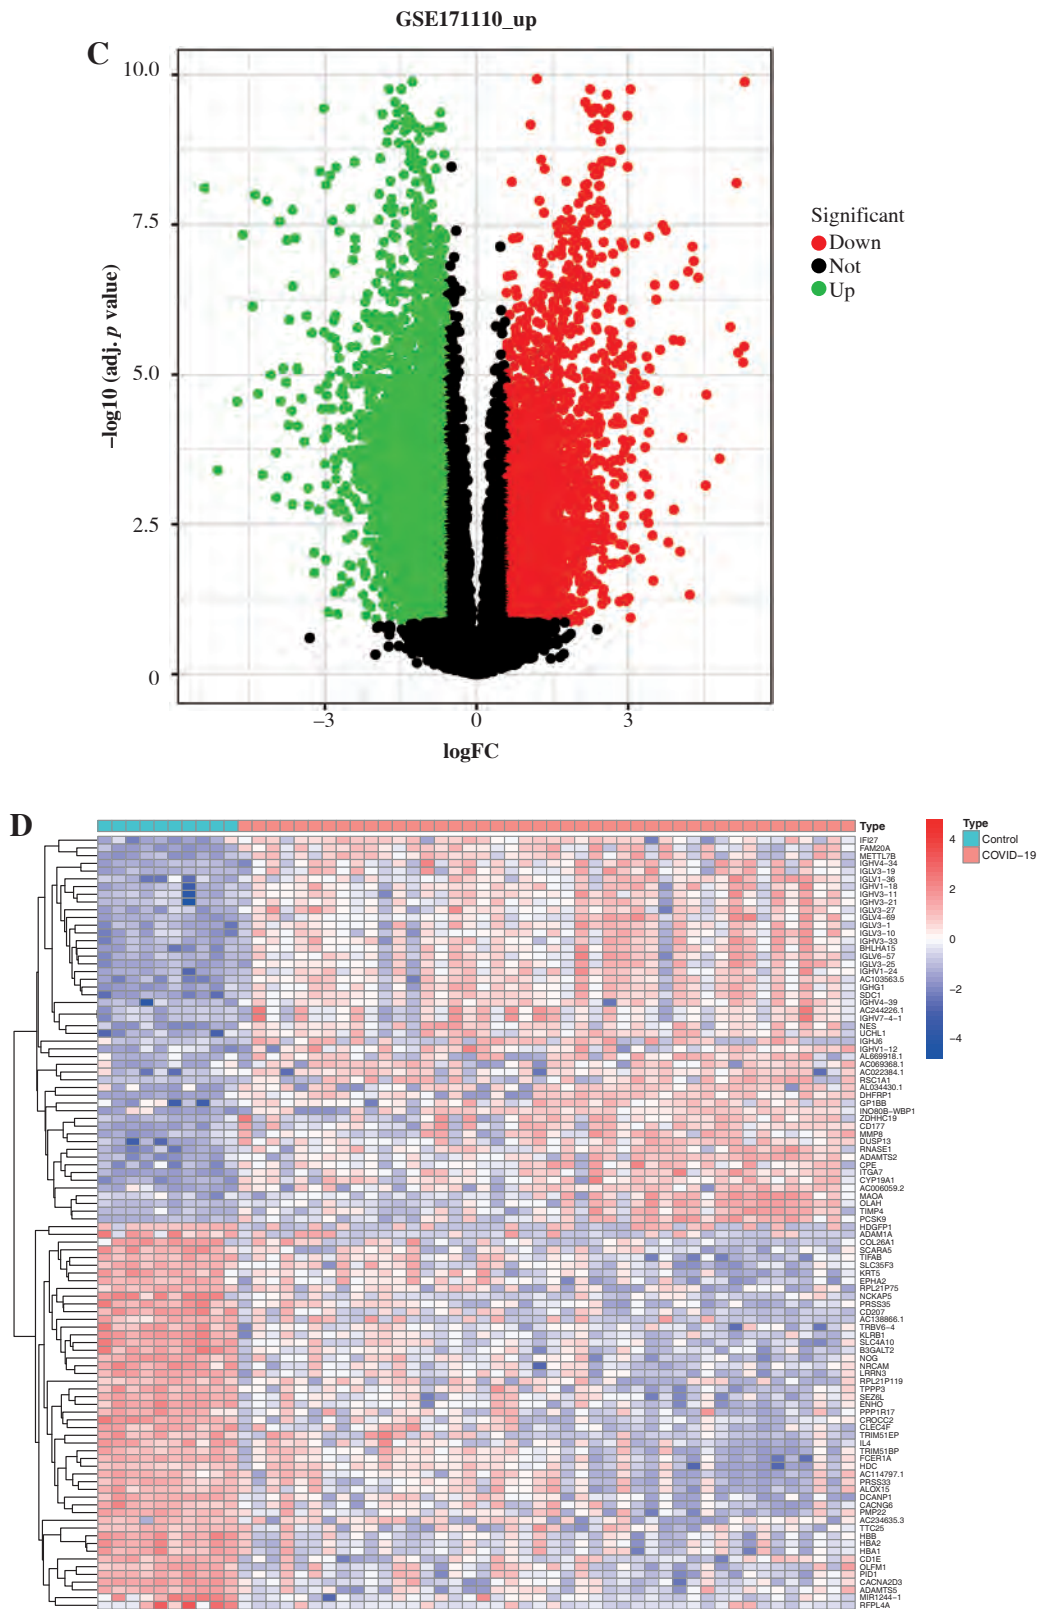 GSE171110_up
C
10.0
7.5
5.0
2.5
0
−log10 (adj. p value)
−3
0
3
logFC
Significant
Down
Not
Up
D
Type
IFI27
FAM20A
METTL7B
IGHV4−34
IGLV3−19
IGLV1−36
IGHV1−18
IGHV3−11
IGHV3−21
IGLV3−27
IGLV4−69
IGLV3−1
IGLV3−10
IGHV3−33
BHLHA15
IGLV6−57
IGLV3−25
IGHV1−24
AC103563.5
IGHG1
SDC1
IGHV4−39
AC244226.1
IGHV7−4−1
NES
UCHL1
IGHJ6
IGHV1−12
AL669918.1
AC069368.1
AC022384.1
RSC1A1
AL034430.1
DHFRP1
GP1BB
INO80B−WBP1
ZDHHC19
CD177
MMP8
DUSP13
RNASE1
ADAMTS2
CPE
ITGA7
CYP19A1
AC006059.2
MAOA
OLAH
TIMP4
PCSK9
HDGFP1
ADAM1A
COL26A1
SCARA5
TIFAB
SLC35F3
KRT5
EPHA2
RPL21P75
NCKAP5
PRSS35
CD207
AC138866.1
TRBV6−4
KLRB1
SLC4A10
B3GALT2
NOG
NRCAM
LRRN3
RPL21P119
TPPP3
SEZ6L
ENHO
PPP1R17
CROCC2
CLEC4F
TRIM51EP
IL4
TRIM51BP
FCER1A
HDC
AC114797.1
PRSS33
ALOX15
DCANP1
CACNG6
PMP22
AC234635.3
TTC25
HBB
HBA2
HBA1
CD1E
OLFM1
PID1
CACNA2D3
ADAMTS5
MIR1244−1
RFPL4A
4
2
0
−2
−4
Type
Control
COVID−19